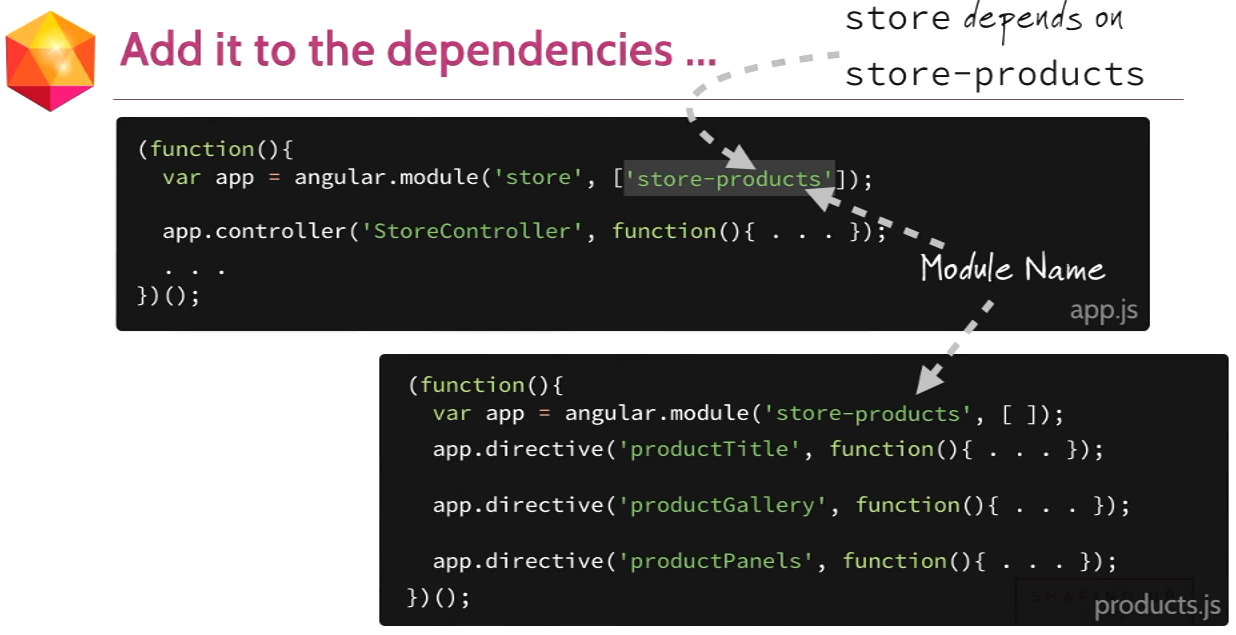 Add it to the dependencies ...
store depends on
store-products
(function(){
var app = angular.module('store', ['store-products']);
app.controller('StoreController', function(){ . . . });
. . .
})();
Module Name
app.js
(function(){
var app = angular.module('store-products', [ ]);
app.directive('productTitle', function(){ . . . });
app.directive('productGallery', function(){ . . . });
app.directive('productPanels', function(){ . . . });
})();
products.js